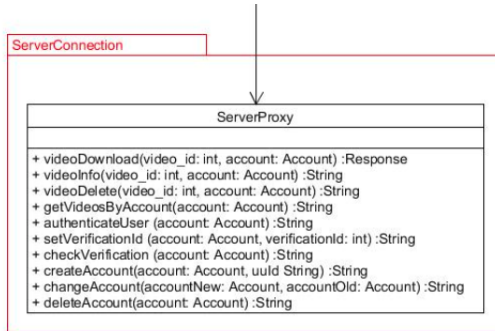 ServerConnection
ServerProxy
+ videoDownload(video_id: int, account: Account) :Response
+ videoInfo(video_id: int, account: Account) :String
+ videoDelete(video_id: int, account: Account) :String
+ getVideosByAccount(account: Account) :String
+ authenticateUser (account: Account) :String
+ setVerificationId (account: Account, verificationId: int) :String
+ checkVerification (account: Account) :String
+ createAccount(account: Account, uuId String) :String
+ changeAccount(accountNew: Account, accountOld: Account) :String
+ deleteAccount(account: Account) :String